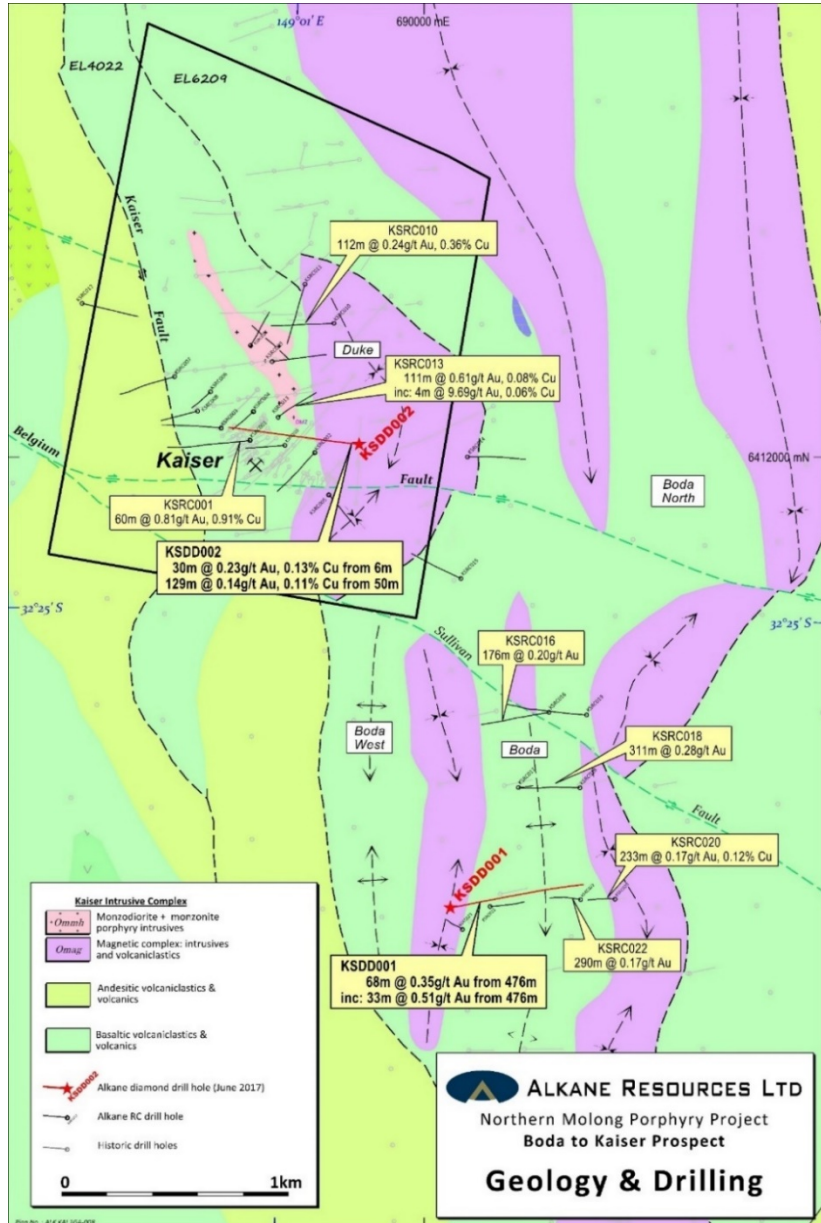 149°01' E
690000 mE
EL4022
EL6209
KSRC010
112m @ 0.24g/t Au, 0.36% Cu
Kaiser
Fault
Duke
KSRC013
111m @ 0.61g/t Au, 0.08% Cu
inc: 4m @ 9.69g/t Au, 0.06% Cu
KSDD002
Kaiser
Belgium
Fault
6412000 mN
Boda
North
KSRC001
60m @ 0.81g/t Au, 0.91% Cu
KSDD002
30m @ 0.23g/t Au, 0.13% Cu from 6m
129m @ 0.14g/t Au, 0.11% Cu from 50m
32°25' S
32°25' S
Sullivan
KSRC016
176m @ 0.20g/t Au
Boda
West
Boda
KSRC018
311m @ 0.28g/t Au
Fault
KSRC020
233m @ 0.17g/t Au, 0.12% Cu
KSDD001
KSRC022
290m @ 0.17g/t Au
KSDD001
68m @ 0.35g/t Au from 476m
inc: 33m @ 0.51g/t Au from 476m
Kaiser Intrusive Complex
Ommh
Monzodiorite + monzonite
porphyry intrusives
Omag
Magnetic complex: intrusives
and volcaniclastics
Andesitic volcaniclastics &
volcanics
Basaltic volcaniclastics &
volcanics
KSDD002
Alkane diamond drill hole (June 2017)
Alkane RC drill hole
Historic drill holes
0
1km
ALKANE RESOURCES LTD
Northern Molong Porphyry Project
Boda to Kaiser Prospect
Geology & Drilling